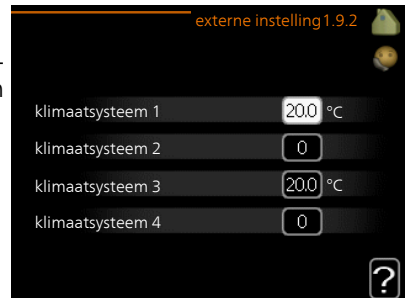 externe instelling 1.9.2
klimaatsysteem 1 20.0 °C
klimaatsysteem 2 0
klimaatsysteem 3 20.0 °C
klimaatsysteem 4 0
?